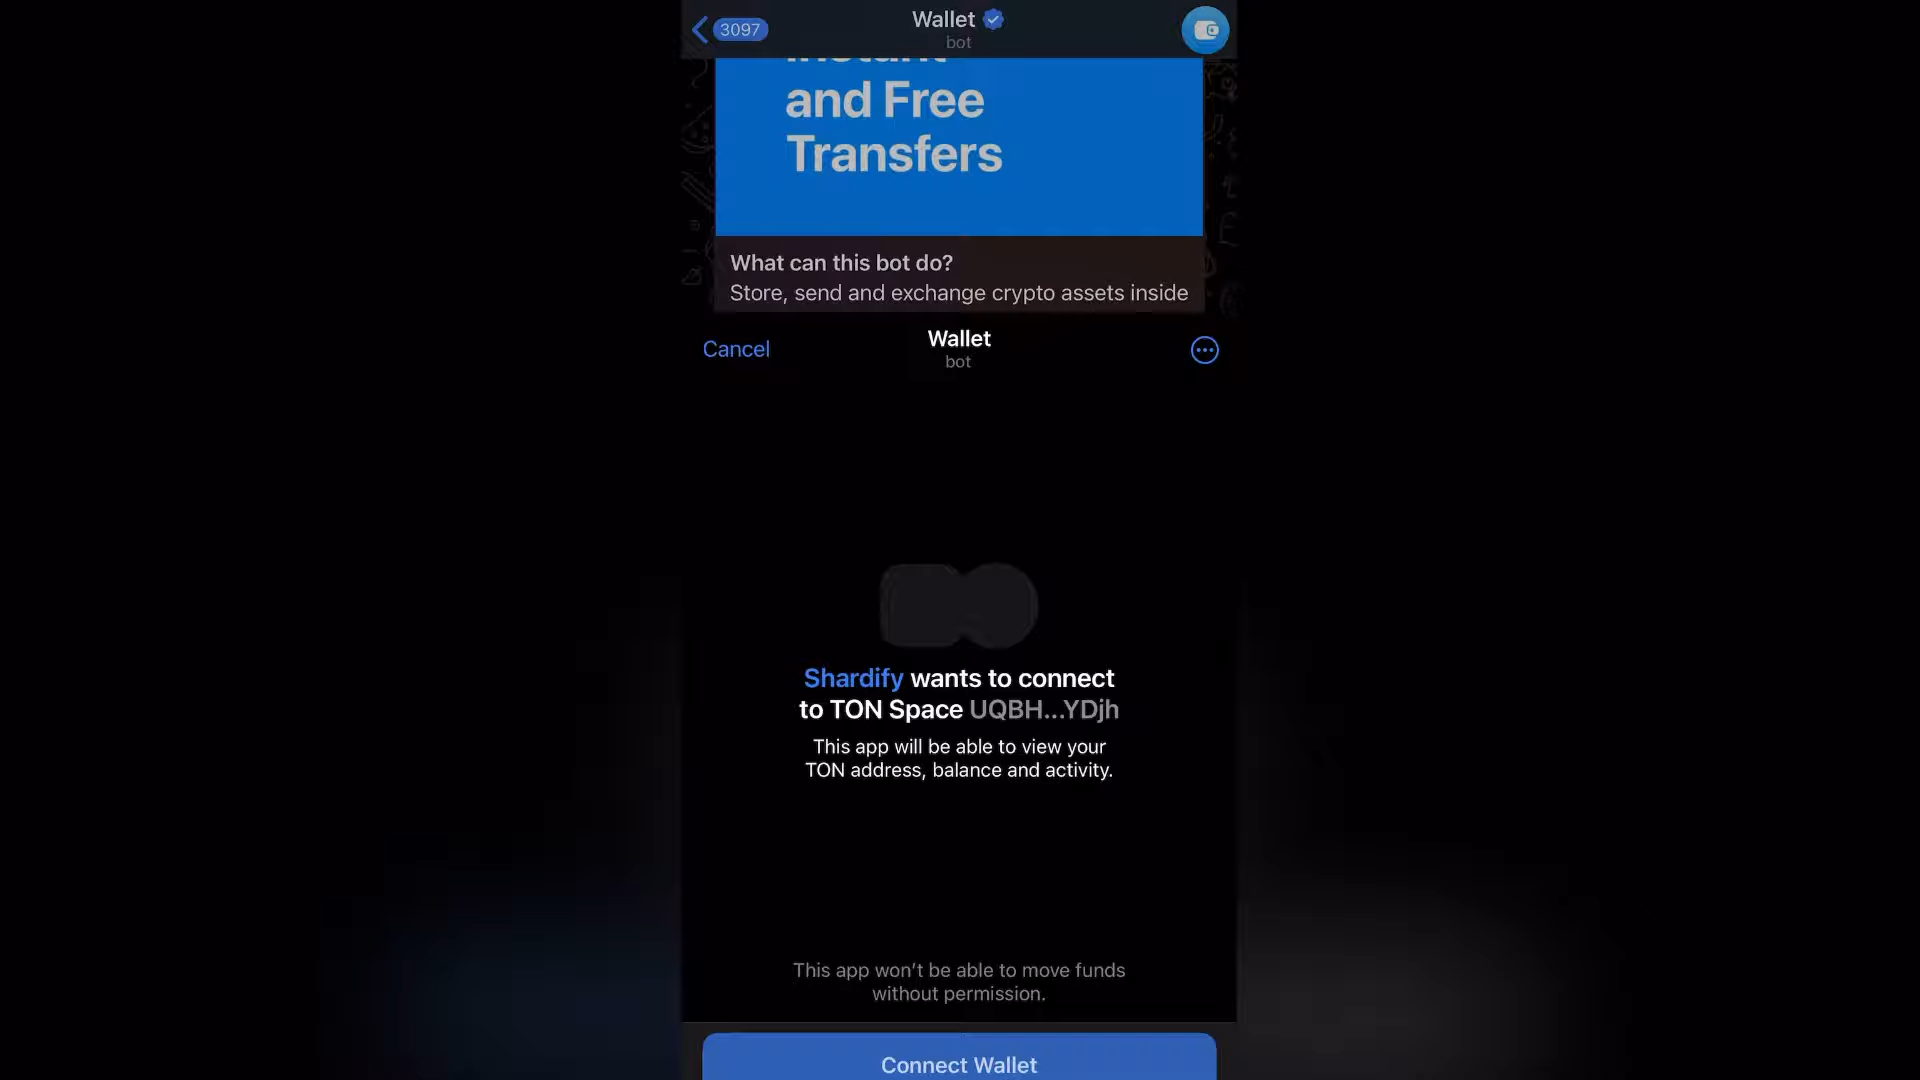 3097
Wallet
bot
Instant
and Free
Transfers
What can this bot do?
Store, send and exchange crypto assets inside
Cancel
Wallet
bot
Shardify wants to connect
to TON Space UQBH...YDjh
This app will be able to view your
TON address, balance and activity.
This app won't be able to move funds
without permission.
Connect Wallet